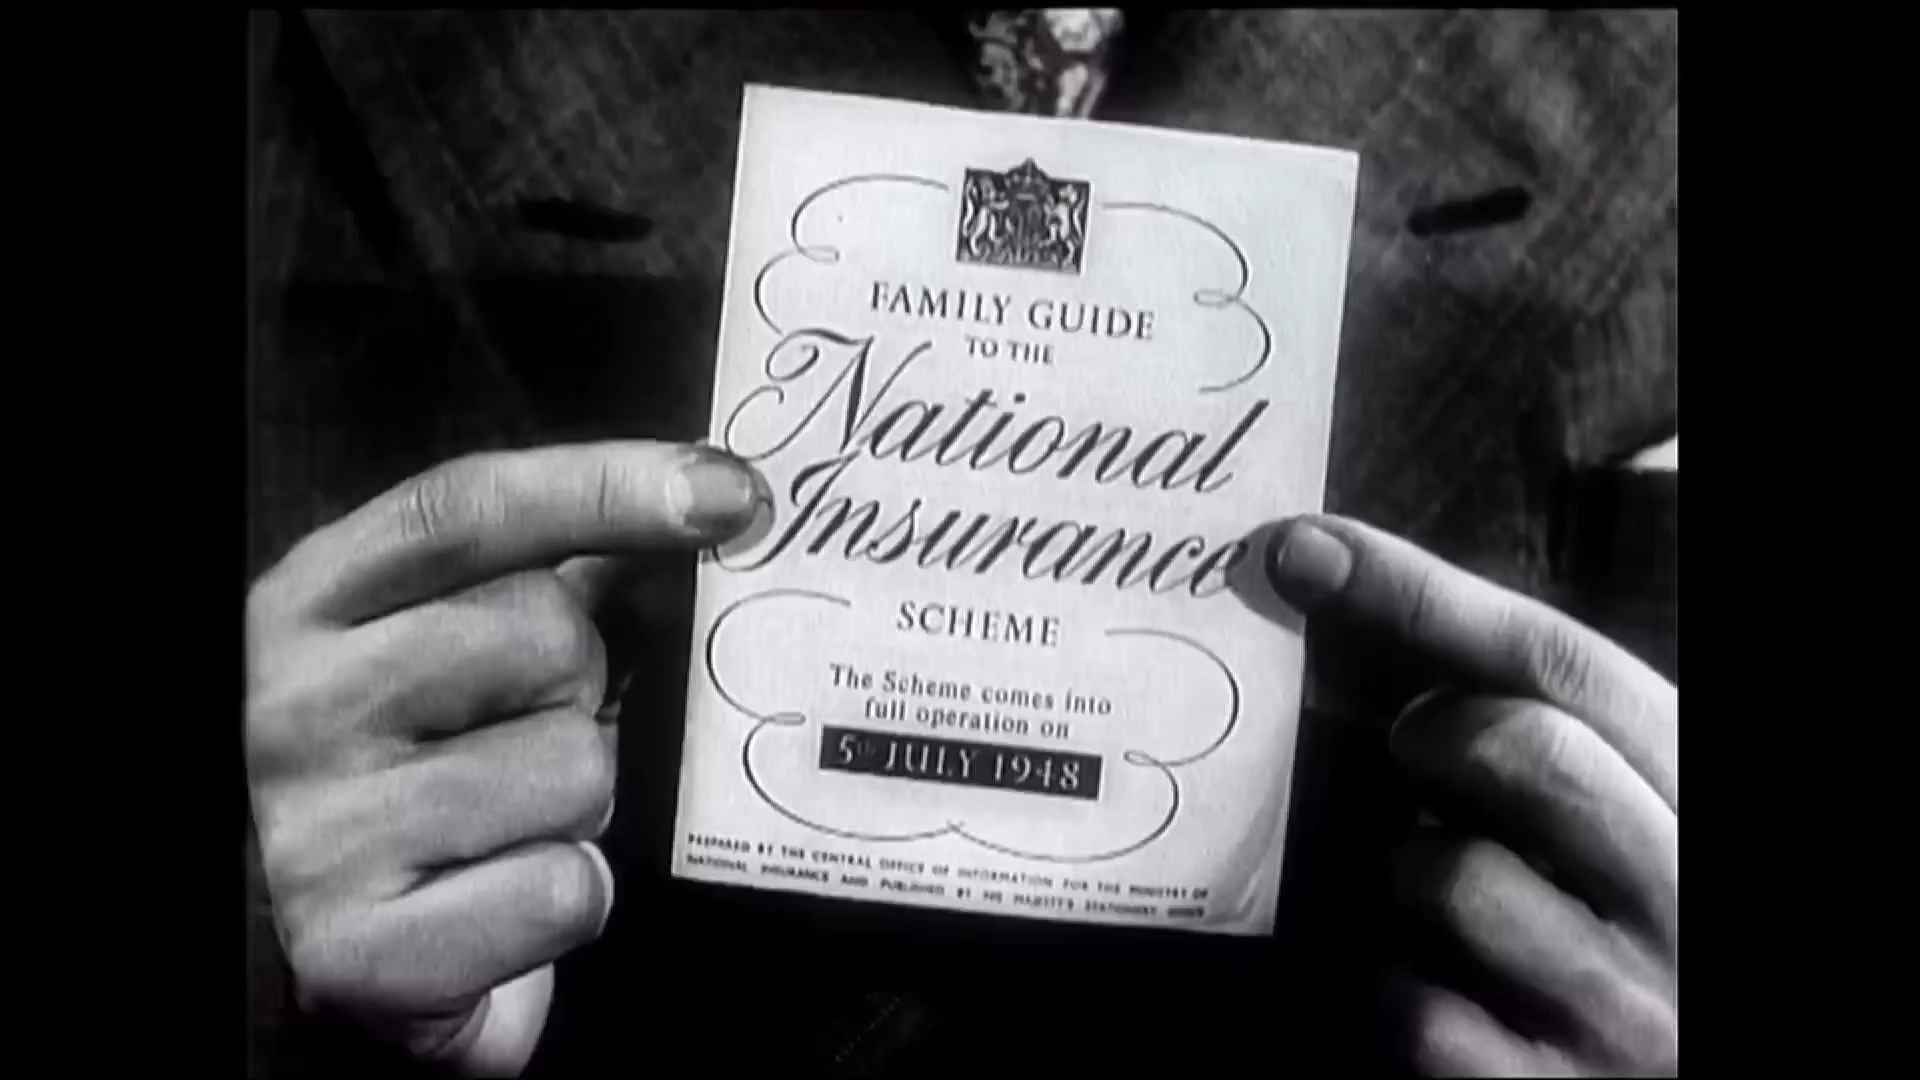 FAMILY GUIDE
TO THE
National
Insurance
SCHEME
The Scheme comes into
full operation on
5th JULY 1948
PREPARED BY THE CENTRAL OFFICE OF INFORMATION FOR THE MINISTRY OF
NATIONAL INSURANCE AND PUBLISHED BY HIS MAJESTY'S STATIONERY OFFICE